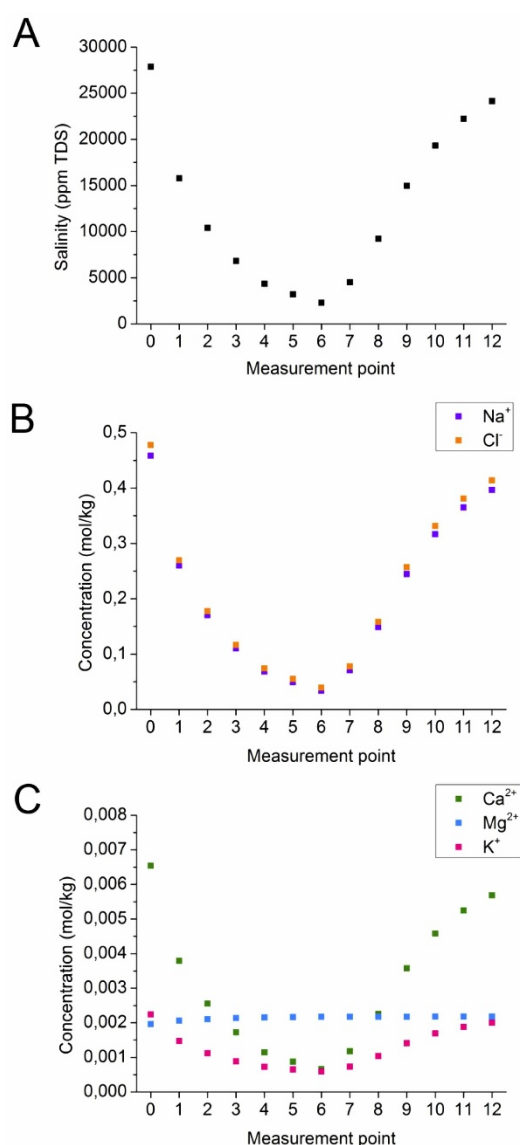 A
Salinity (ppm TDS)
30000
25000
20000
15000
10000
5000
0
0 1 2 3 4 5 6 7 8 9 10 11 12
Measurement point
B
Na⁺
Cl⁻
Concentration (mol/kg)
0,5
0,4
0,3
0,2
0,1
0,0
0 1 2 3 4 5 6 7 8 9 10 11 12
Measurement point
C
Ca²⁺
Mg²⁺
K⁺
Concentration (mol/kg)
0,008
0,007
0,006
0,005
0,004
0,003
0,002
0,001
0,000
0 1 2 3 4 5 6 7 8 9 10 11 12
Measurement point